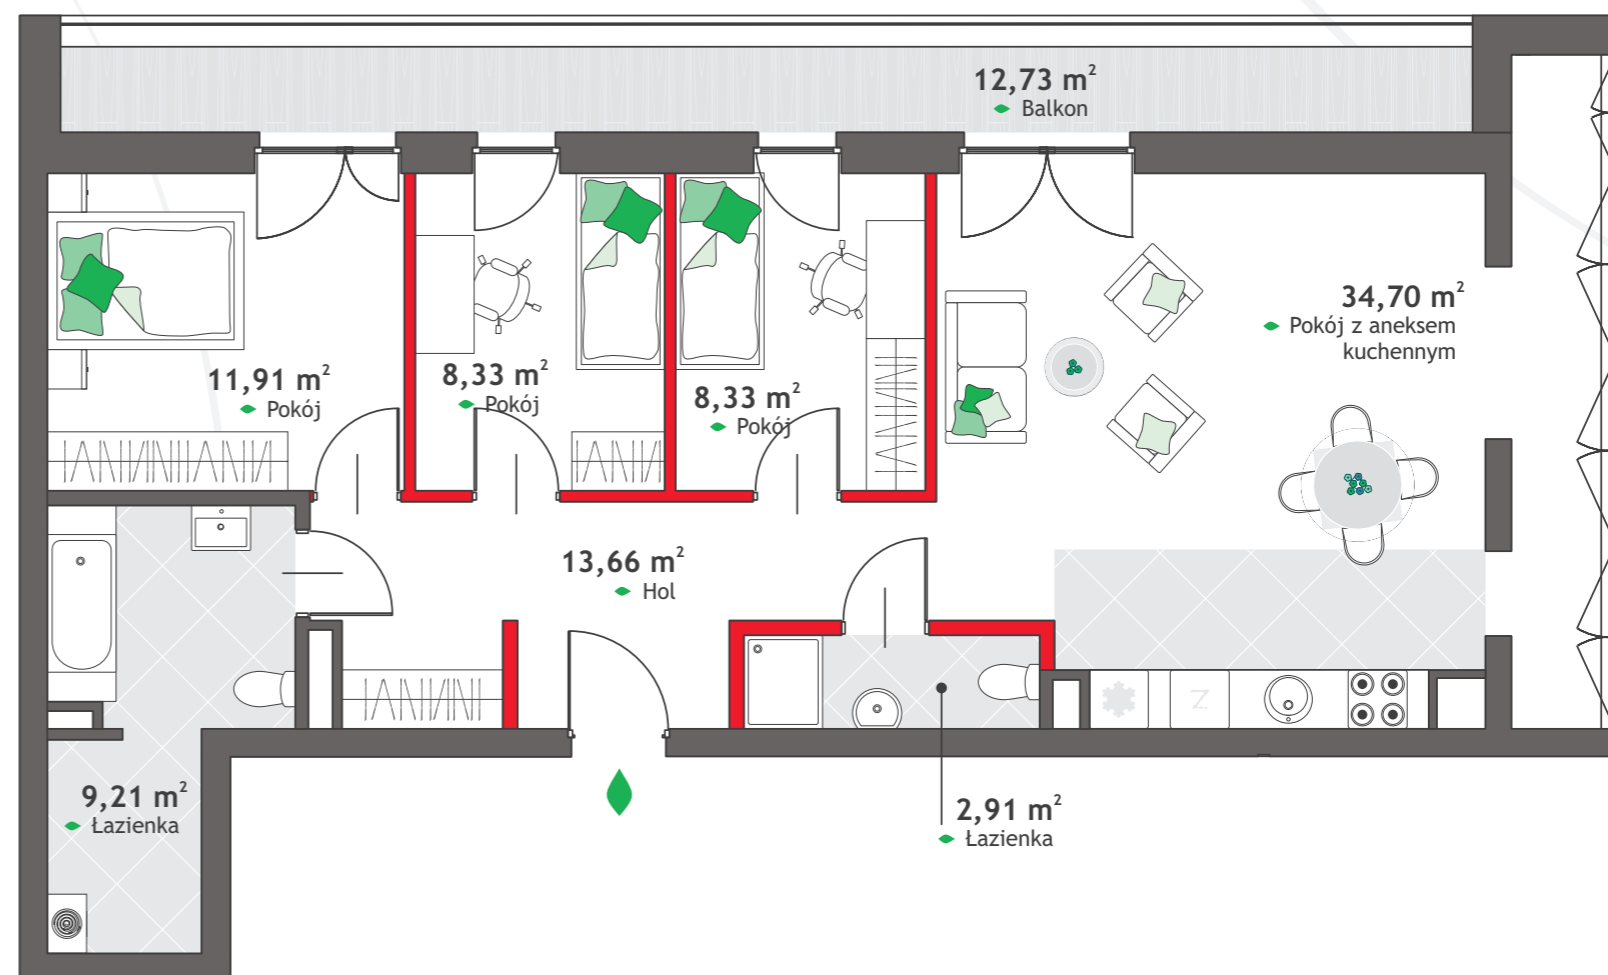 12,73 m²
Balkon
34,70 m²
Pokój z aneksem
kuchennym
11,91 m²
Pokój
8,33 m²
Pokój
8,33 m²
Pokój
13,66 m²
Hol
Z
9,21 m²
Łazienka
2,91 m²
Łazienka